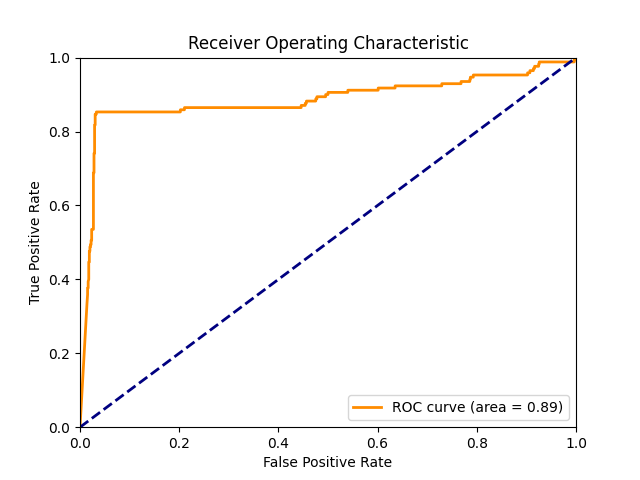 Receiver Operating Characteristic
1.0
0.8
0.6
0.4
0.2
0.0
True Positive Rate
ROC curve (area = 0.89)
0.0 0.2 0.4 0.6 0.8 1.0
False Positive Rate